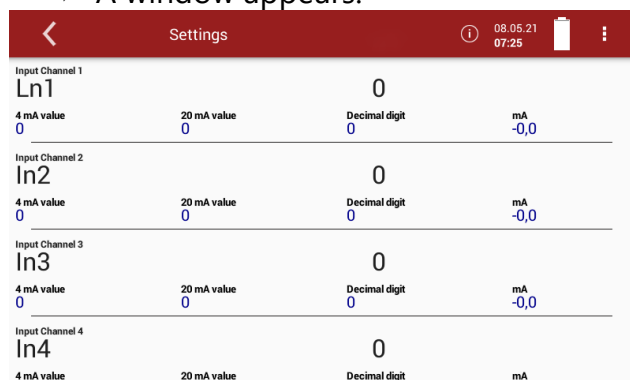 A window appears.
Settings
08.05.21
07:25
Input Channel 1
Ln1 0
4 mA value 20 mA value Decimal digit mA
0 0 0 -0,0
Input Channel 2
In2 0
4 mA value 20 mA value Decimal digit mA
0 0 0 -0,0
Input Channel 3
In3 0
4 mA value 20 mA value Decimal digit mA
0 0 0 -0,0
Input Channel 4
In4 0
4 mA value 20 mA value Decimal digit mA